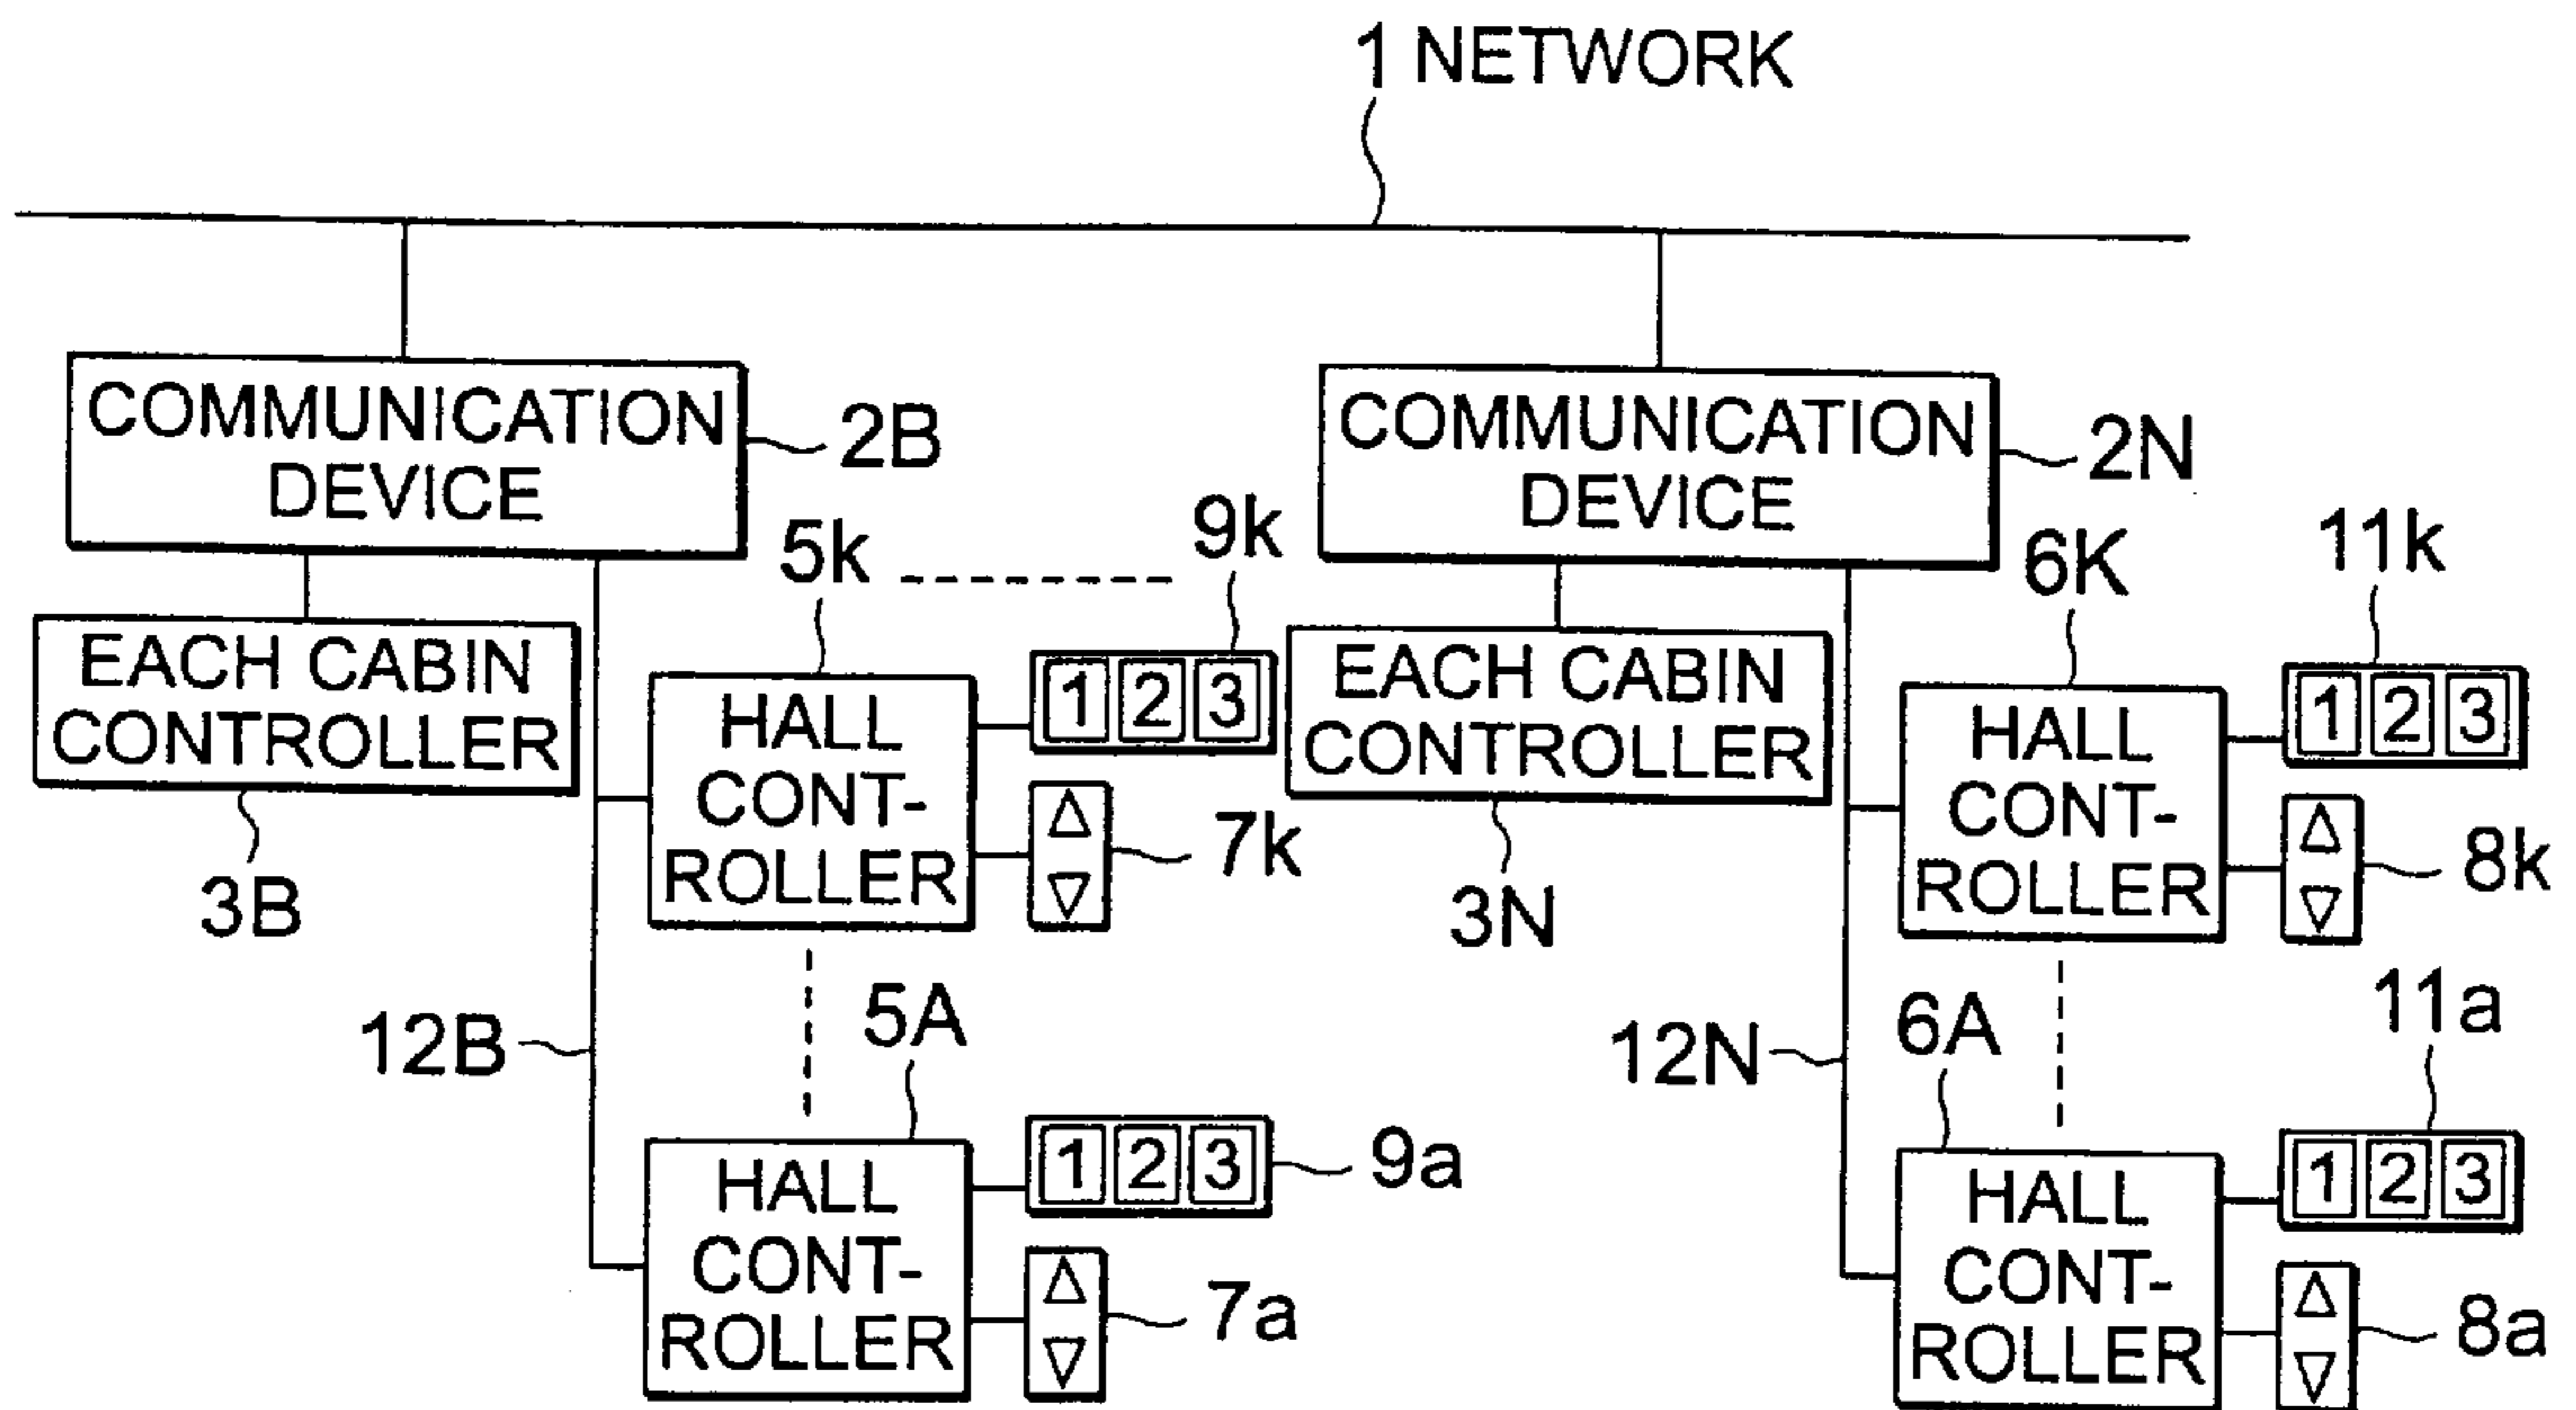 1 NETWORK
COMMUNICATION
DEVICE
2B
COMMUNICATION
DEVICE
2N
5k
9k
6K
11k
EACH CABIN
CONTROLLER
3B
HALL
CONT-
ROLLER
1 2 3
7k
EACH CABIN
CONTROLLER
3N
HALL
CONT-
ROLLER
1 2 3
8k
12B
5A
HALL
CONT-
ROLLER
1 2 3
9a
7a
12N
6A
11a
HALL
CONT-
ROLLER
1 2 3
8a